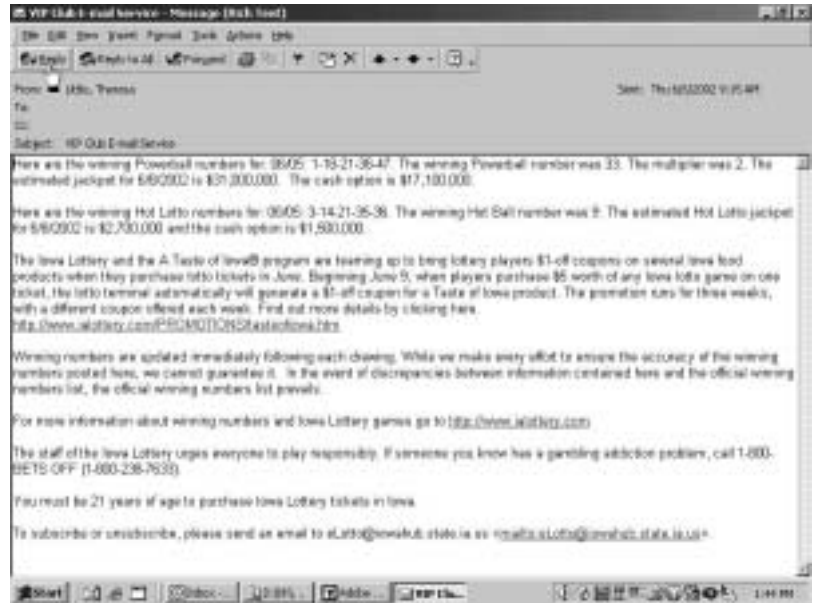 VIP Club E-mail Service - Message (Rich Text)
File Edit View Insert Format Tools Actions Help
Reply Reply to All Forward
From: Theresa Sent: Thu 6/6/2002
To:
Cc:
Subject: VIP Club E-mail Service
Here are the winning Powerball numbers for: 06/05: 1-18-21-38-47. The winning Powerball number was 33. The multiplier was 2. The
estimated jackpot for 6/8/2002 is $31,000,000. The cash option is $17,100,000.
Here are the winning Hot Lotto numbers for: 06/05: 3-14-21-35-36. The winning Hot Ball number was 9. The estimated Hot Lotto jackpot
for 6/8/2002 is $2,700,000 and the cash option is
The Iowa Lottery and the A Taste of Iowa® program are teaming up to bring lottery players $1-off coupons on several Iowa food
products when they purchase lotto tickets in June. Beginning June 9, when players purchase $5 worth of any Iowa lotto game on one
ticket, the lotto terminal automatically will generate a $1-off coupon for a Taste of Iowa product. The promotion runs for three weeks,
with a different coupon offered each week. Find out more details by clicking here.
http://www.ialottery.com/PROMOTIONS/tasteofiowa.htm
Winning numbers are updated immediately following each drawing. While we make every effort to ensure the accuracy of the winning
numbers posted here, we cannot guarantee it. In the event of discrepancies between information contained here and the official winning
numbers list, the official winning numbers list prevails.
For more information about winning numbers and Iowa Lottery games go to http://www.ialottery.com
The staff of the Iowa Lottery urges everyone to play responsibly. If someone you know has a gambling addiction problem, call 1-800-
BETS OFF (1-800-238-7633).
You must be 21 years of age to purchase Iowa Lottery tickets in Iowa.
To subscribe or unsubscribe, please send an email to eLotto@iowahub.state.ia.us <mailto:eLotto@iowahub.state.ia.us>.
Start Inbox - VIP Clu... 1:44 PM